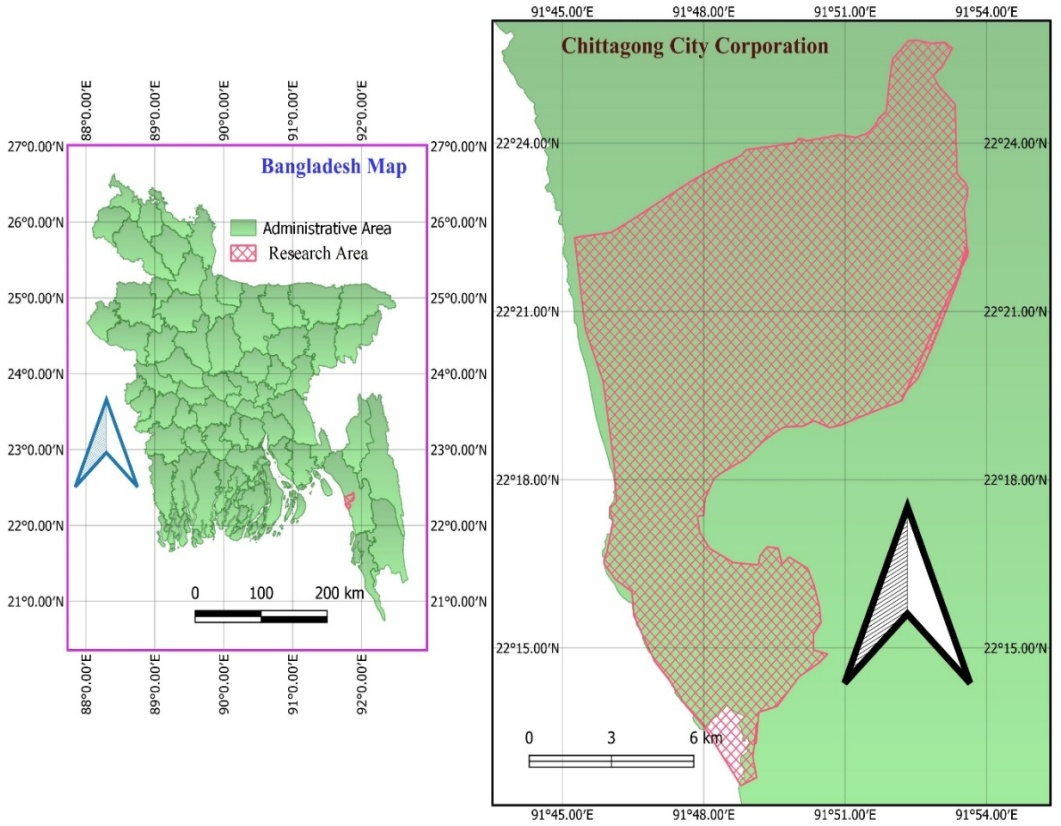 88°0.00′E 89°0.00′E 90°0.00′E 91°0.00′E 92°0.00′E
27°0.00′N 27°0.00′N
Bangladesh Map
26°0.00′N 26°0.00′N
Administrative Area
Research Area
25°0.00′N 25°0.00′N
24°0.00′N 24°0.00′N
23°0.00′N 23°0.00′N
22°0.00′N 22°0.00′N
0 100 200 km
21°0.00′N 21°0.00′N
88°0.00′E 89°0.00′E 90°0.00′E 91°0.00′E 92°0.00′E
91°45.00′E 91°48.00′E 91°51.00′E 91°54.00′E
Chittagong City Corporation
22°24.00′N 22°24.00′N
22°21.00′N 22°21.00′N
22°18.00′N 22°18.00′N
22°15.00′N 22°15.00′N
0 3 6 km
91°45.00′E 91°48.00′E 91°51.00′E 91°54.00′E